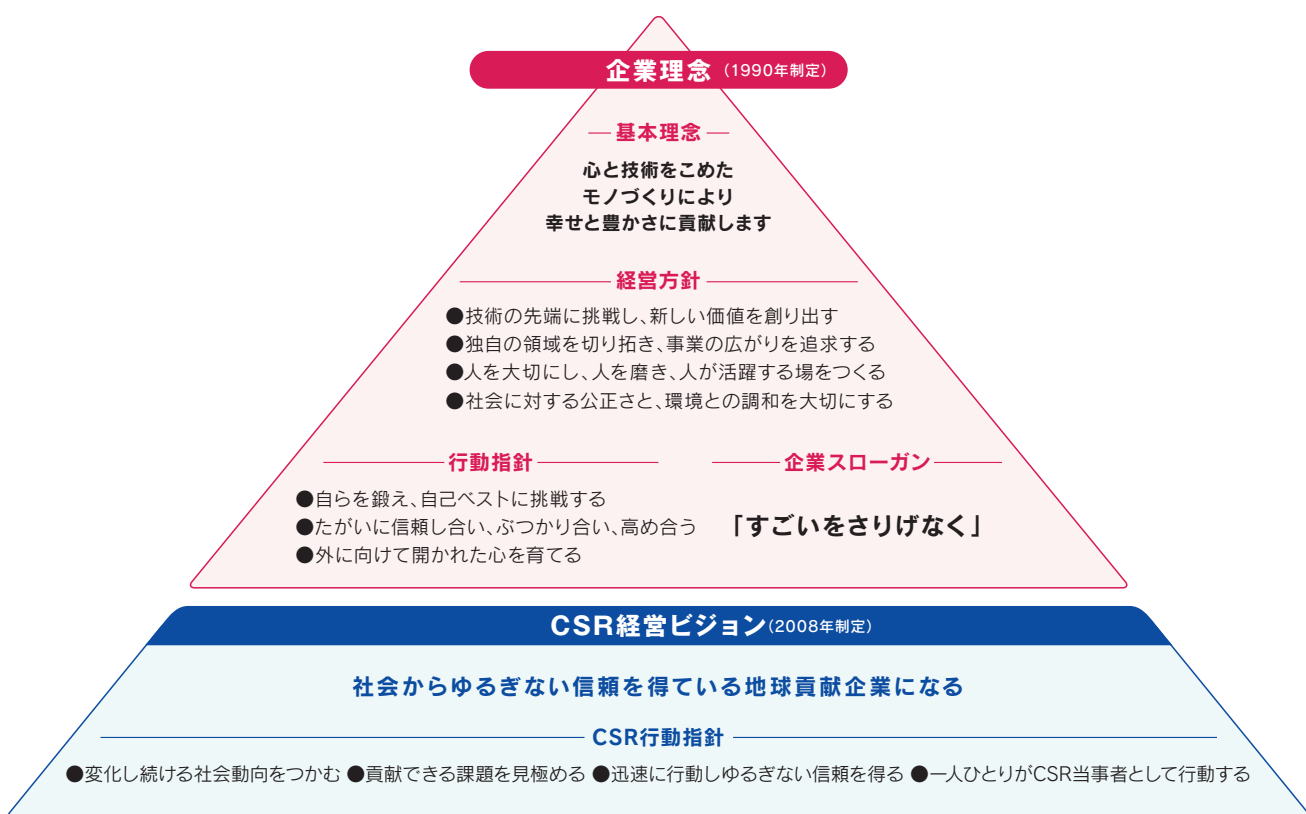 企業理念（1990年制定）
基本理念
心と技術をこめた
モノづくりにより
幸せと豊かさに貢献します
経営方針
●技術の先端に挑戦し、新しい価値を創り出す
●独自の領域を切り拓き、事業の広がりを追求する
●人を大切にし、人を磨き、人が活躍する場をつくる
●社会に対する公正さと、環境との調和を大切にする
行動指針
●自らを鍛え、自己ベストに挑戦する
●たがいに信頼し合い、ぶつかり合い、高め合う
●外に向けて開かれた心を育てる
企業スローガン
「すごいをさりげなく」
CSR経営ビジョン（2008年制定）
社会からゆるぎない信頼を得ている地球貢献企業になる
CSR行動指針
●変化し続ける社会動向をつかむ ●貢献できる課題を見極める ●迅速に行動しゆるぎない信頼を得る ●一人ひとりがCSR当事者として行動する